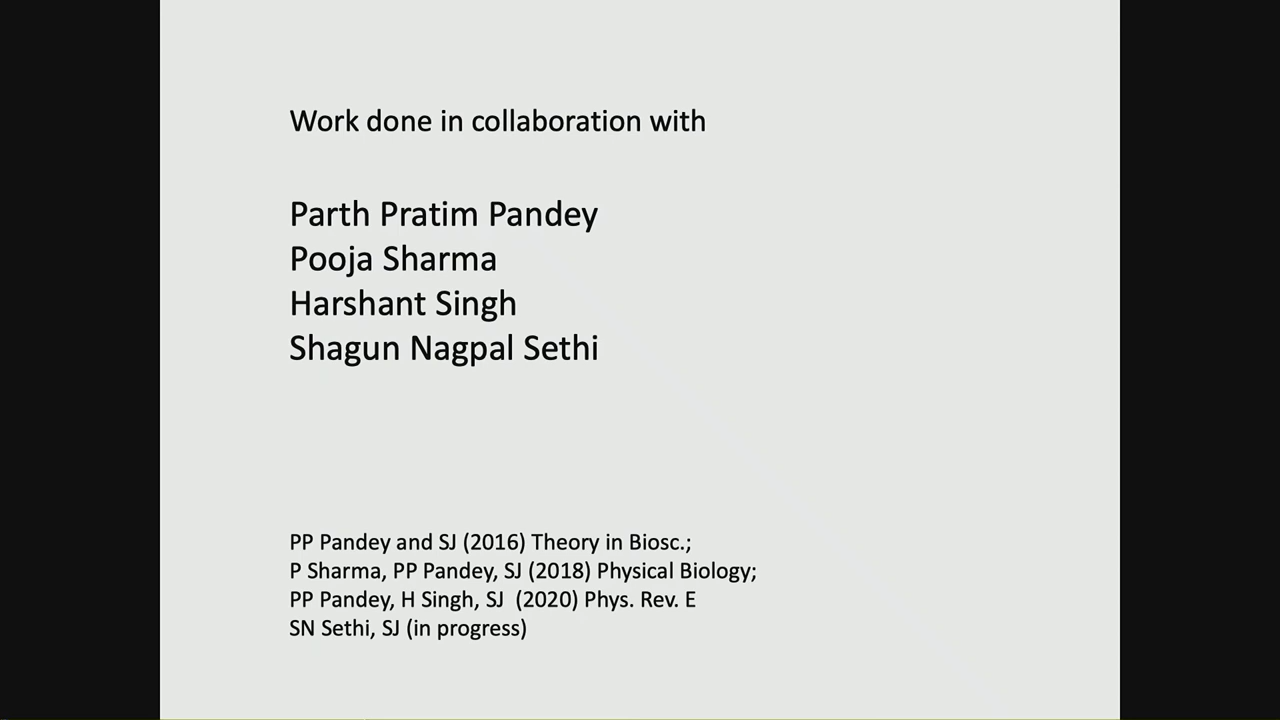 Work done in collaboration with
Parth Pratim Pandey
Pooja Sharma
Harshant Singh
Shagun Nagpal Sethi
PP Pandey and SJ (2016) Theory in Biosc.;
P Sharma, PP Pandey, SJ (2018) Physical Biology;
PP Pandey, H Singh, SJ  (2020) Phys. Rev. E
SN Sethi, SJ (in progress)